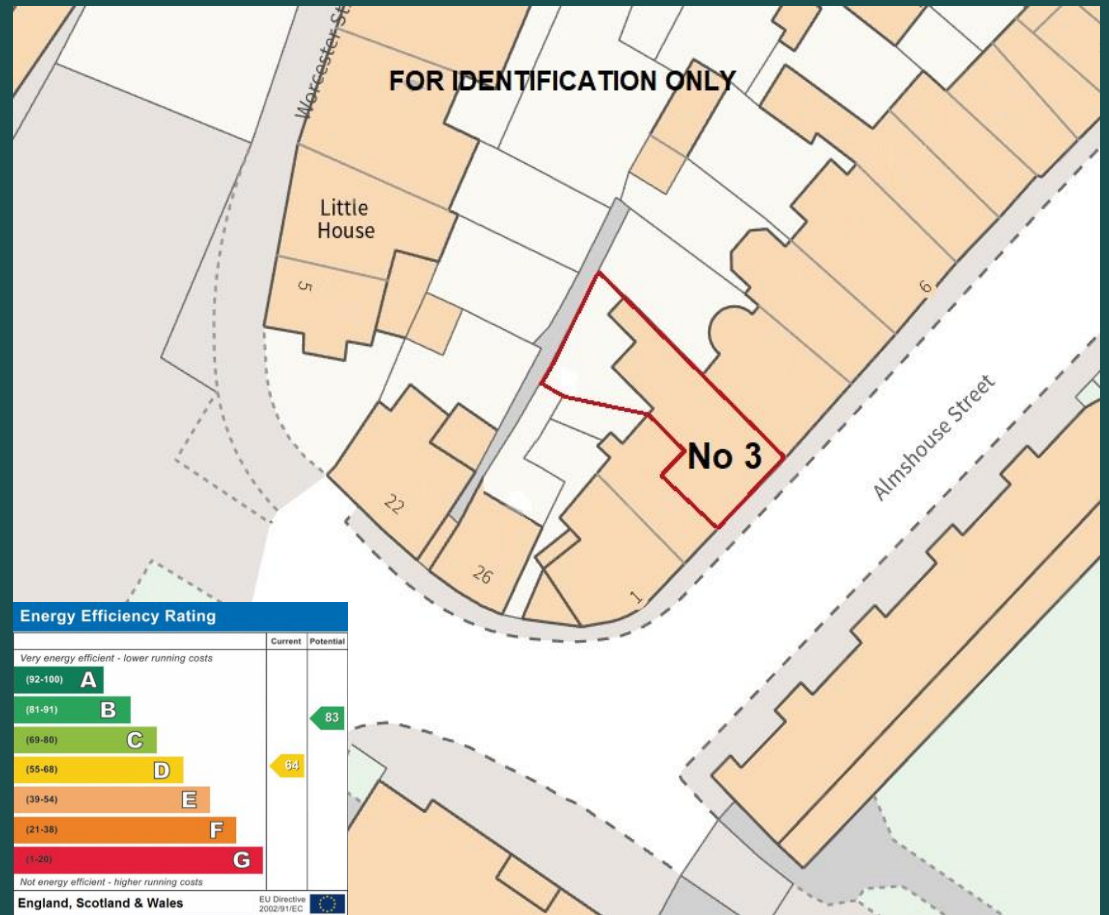 Worcester St
FOR IDENTIFICATION ONLY
Little
House
5
6
No 3
Almshouse Street
22
26
1
Energy Efficiency Rating
Current Potential
Very energy efficient - lower running costs
(92-100) A
(81-91) B
83
(69-80) C
(55-68) D
64
(39-54) E
(21-38) F
(1-20) G
Not energy efficient - higher running costs
England, Scotland & Wales
EU Directive
2002/91/EC